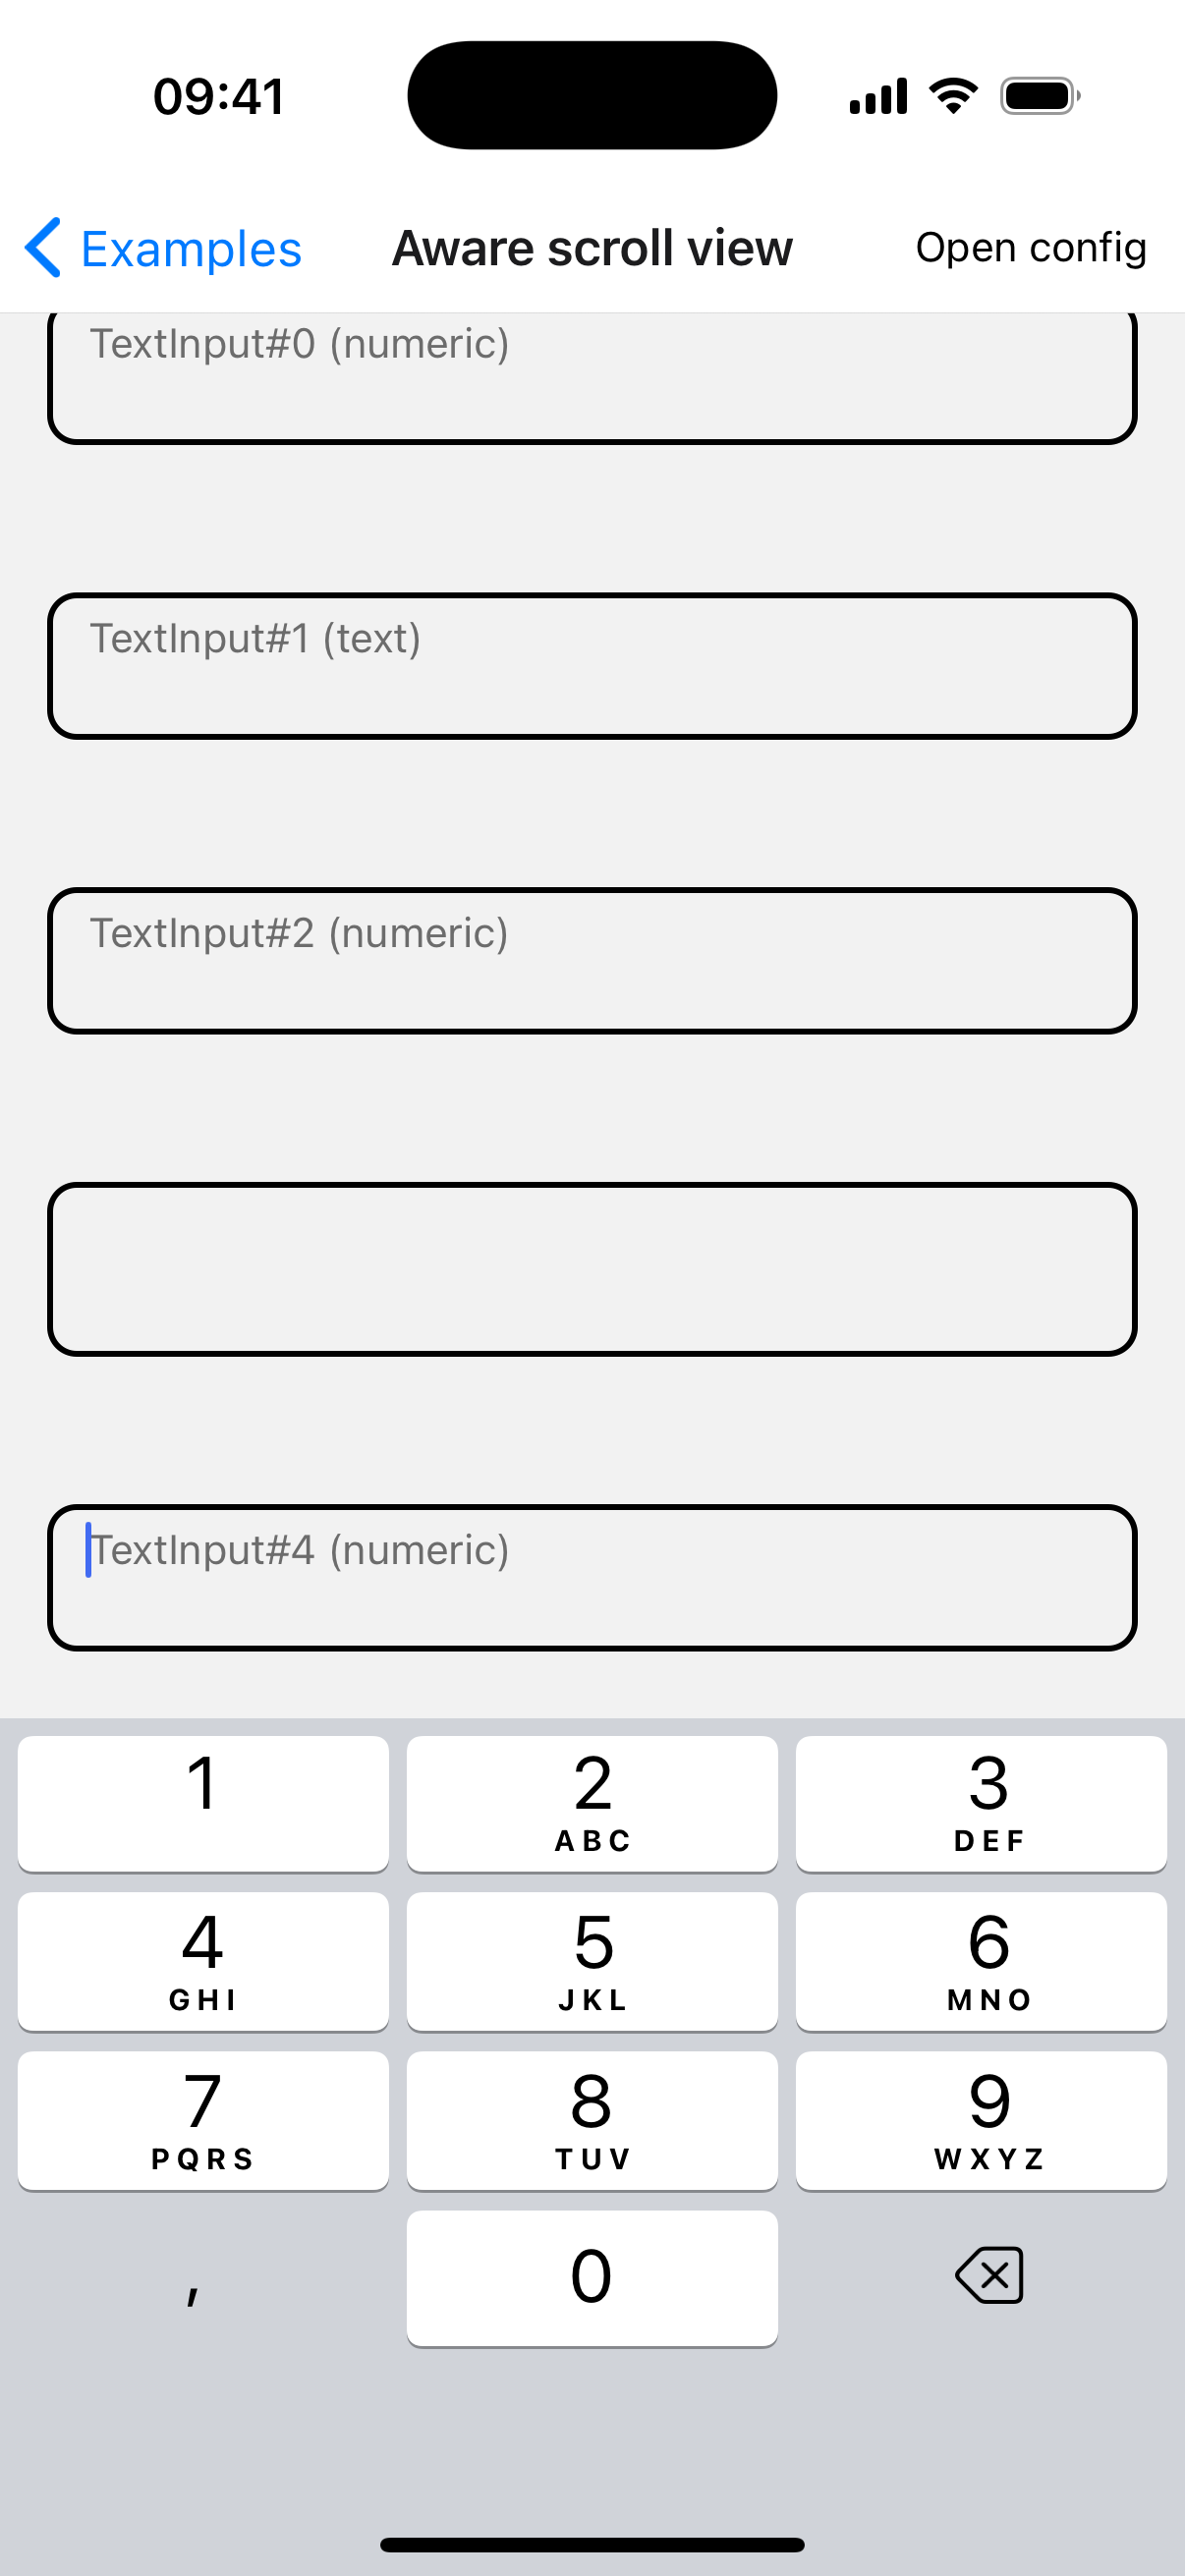 09:41
Examples
Aware scroll view
Open config
TextInput#0 (numeric)
TextInput#1 (text)
TextInput#2 (numeric)
TextInput#4 (numeric)
1
2
ABC
3
DEF
4
GHI
5
JKL
6
MNO
7
PQRS
8
TUV
9
WXYZ
,
0